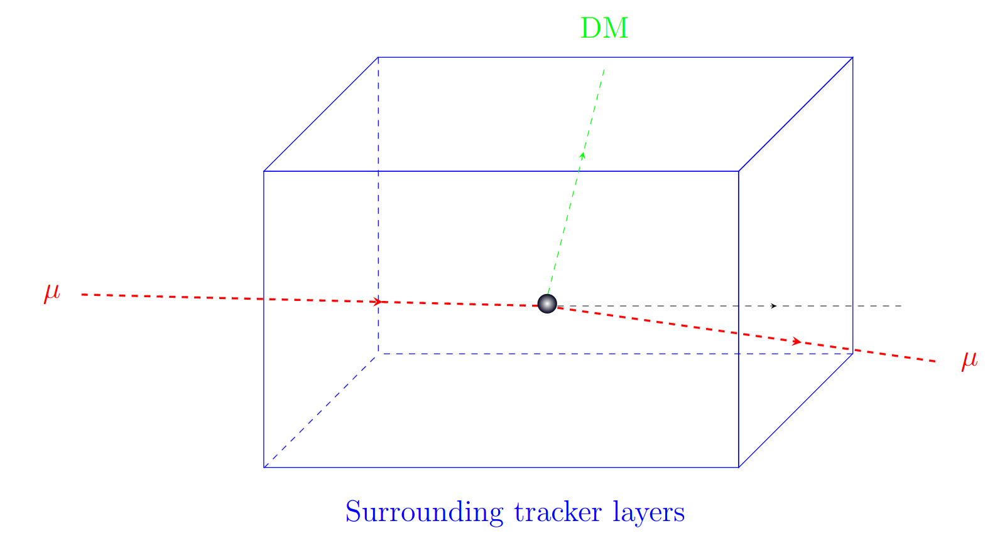 DM
μ
μ
Surrounding tracker layers